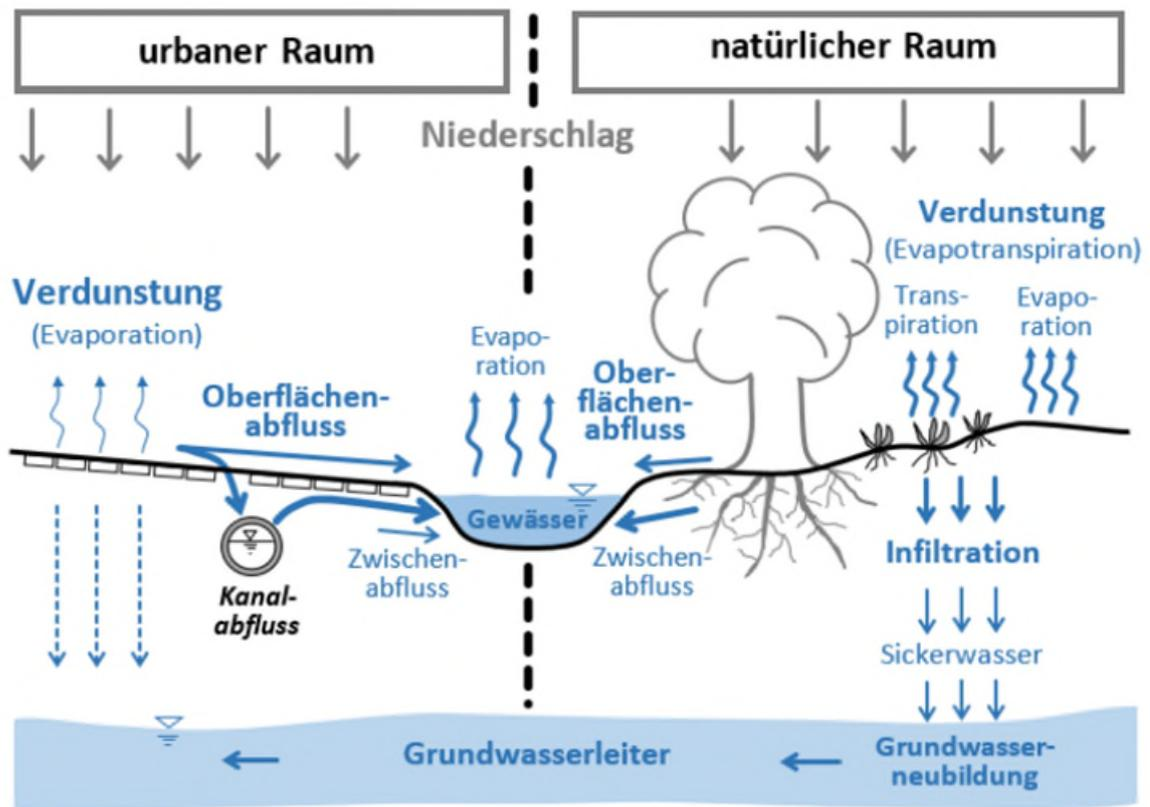 urbaner Raum
natürlicher Raum
Niederschlag
Verdunstung
(Evaporation)
Oberflächen-
abfluss
Evapo-
ration
Ober-
flächen-
abfluss
Verdunstung
(Evapotranspiration)
Trans-
piration
Evapo-
ration
Gewässer
Zwischen-
abfluss
Zwischen-
abfluss
Kanal-
abfluss
Infiltration
Sickerwasser
Grundwasserleiter
Grundwasser-
neubildung